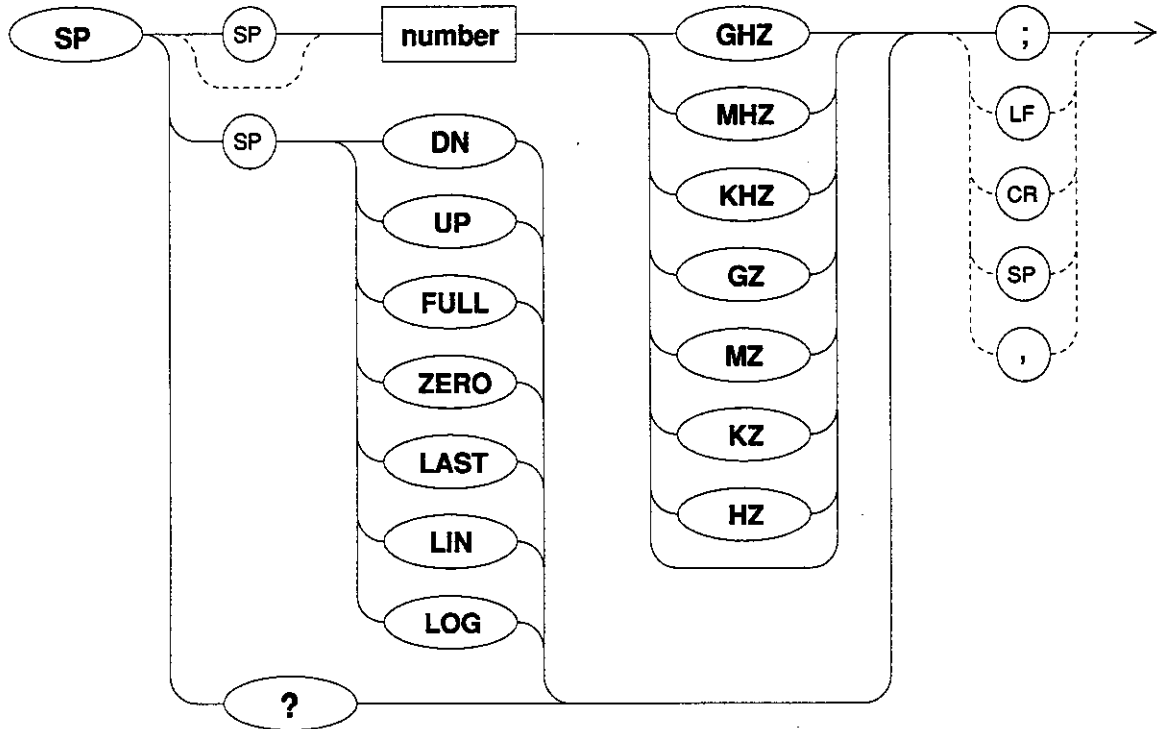 SP SP number GHZ ;
MHZ LF
SP DN
KHZ CR
UP
GZ SP
FULL
MZ ,
ZERO
KZ
LAST
HZ
LIN
LOG
?